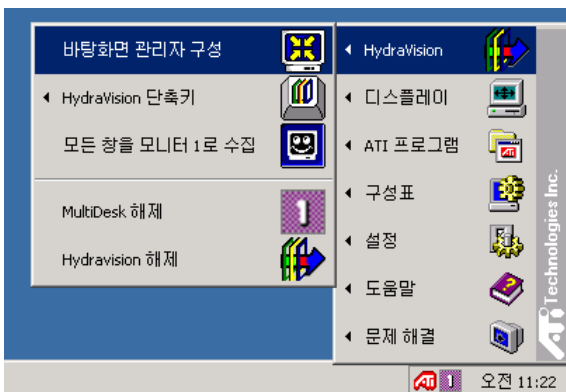 바탕화면 관리자 구성
HydraVision 단축키
모든 창을 모니터 1로 수집
MultiDesk 해제
Hydravision 해제
HydraVision
디스플레이
ATI 프로그램
구성표
설정
도움말
문제 해결
ATI Technologies Inc.
ATI
1
오전 11:22